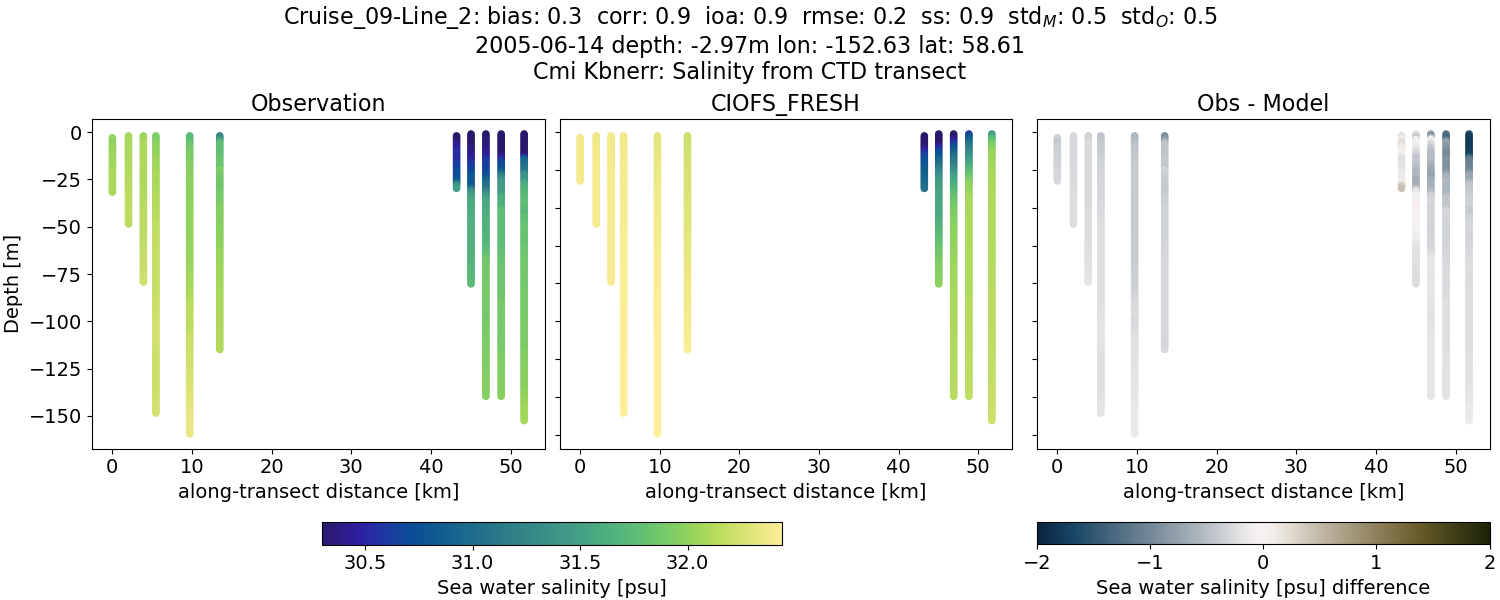 Cruise_09-Line_2: bias: 0.3 corr: 0.9 ioa: 0.9 rmse: 0.2 ss: 0.9 std_M: 0.5 std_O: 0.5
2005-06-14 depth: -2.97m lon: -152.63 lat: 58.61
Cmi Kbnerr: Salinity from CTD transect
Observation
CIOFS_FRESH
Obs - Model
Depth [m]
0
−25
−50
−75
−100
−125
−150
0 10 20 30 40 50
0 10 20 30 40 50
0 10 20 30 40 50
along-transect distance [km]
along-transect distance [km]
along-transect distance [km]
30.5 31.0 31.5 32.0
Sea water salinity [psu]
−2 −1 0 1 2
Sea water salinity [psu] difference